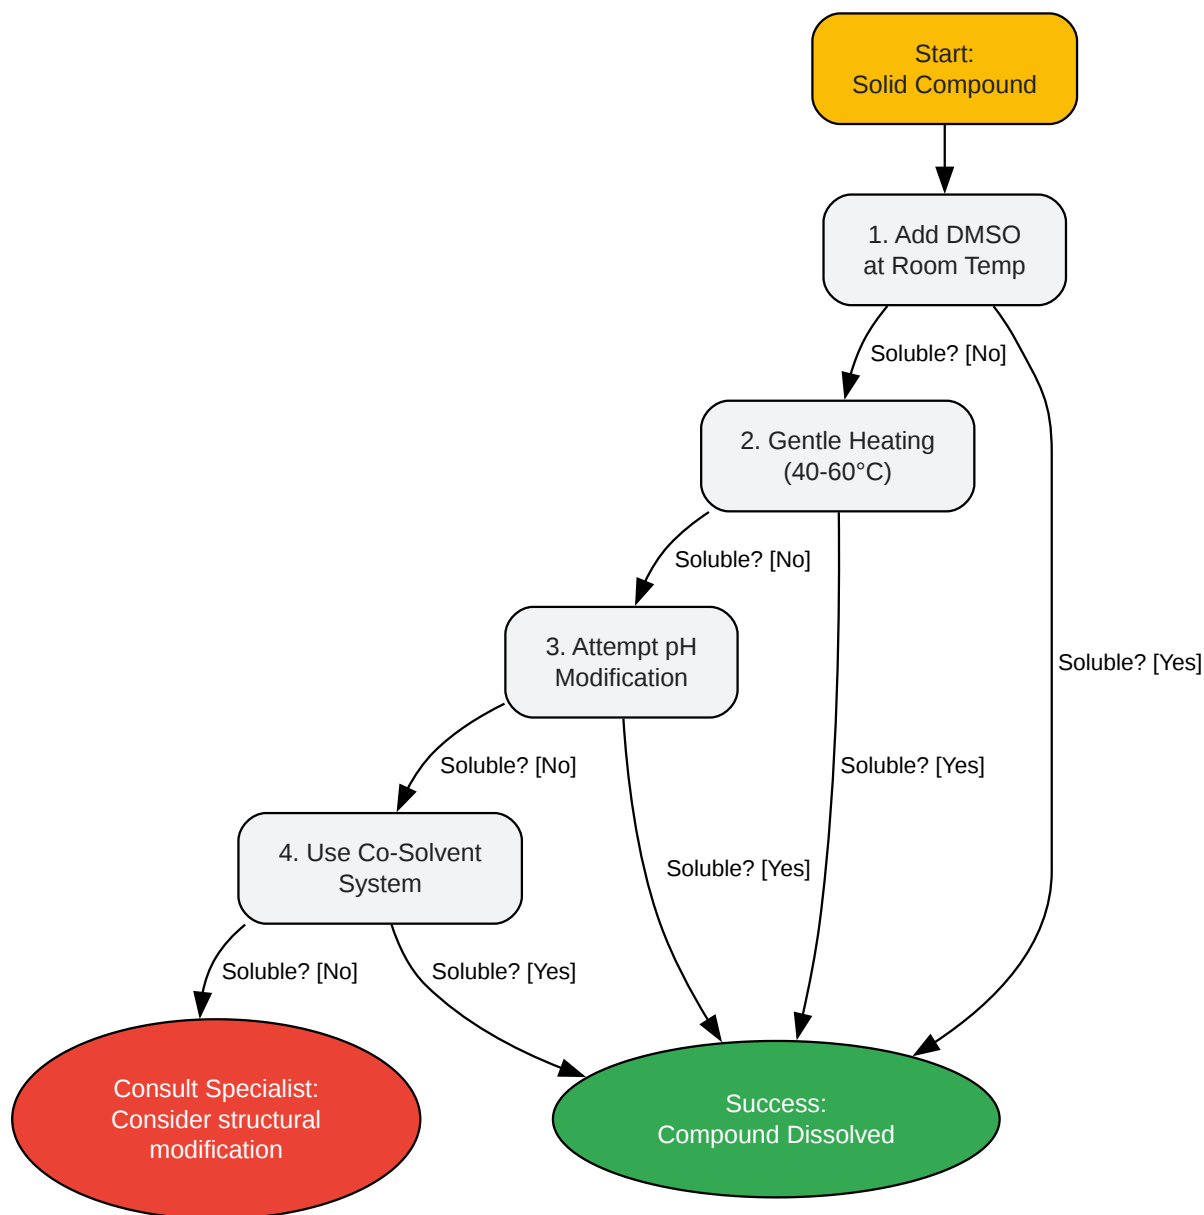 Start:
Solid Compound
1. Add DMSO
at Room Temp
Soluble? [No]
2. Gentle Heating
(40-60°C)
Soluble? [No]
3. Attempt pH
Modification
Soluble? [Yes]
Soluble? [No]
Soluble? [Yes]
4. Use Co-Solvent
System
Soluble? [Yes]
Soluble? [No]
Soluble? [Yes]
Consult Specialist:
Consider structural
modification
Success:
Compound Dissolved